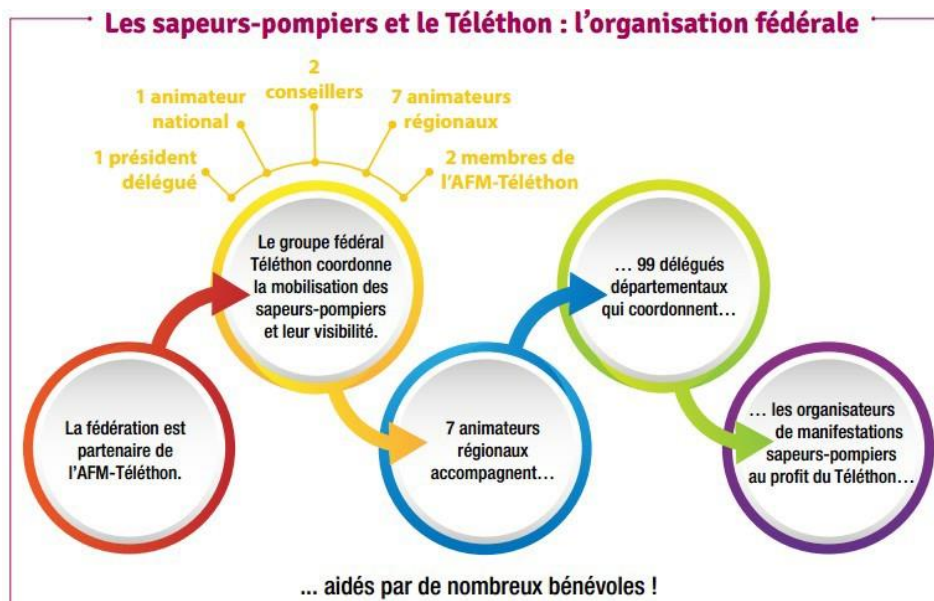 Les sapeurs-pompiers et le Téléthon : l'organisation fédérale
1 président
délégué
1 animateur
national
2
conseillers
7 animateurs
régionaux
2 membres de
l'AFM-Téléthon
La fédération est
partenaire de
l'AFM-Téléthon.
Le groupe fédéral
Téléthon coordonne
la mobilisation des
sapeurs-pompiers
et leur visibilité.
7 animateurs
régionaux
accompagnent…
… 99 délégués
départementaux
qui coordonnent…
… les organisateurs
de manifestations
sapeurs-pompiers
au profit du Téléthon…
... aidés par de nombreux bénévoles !